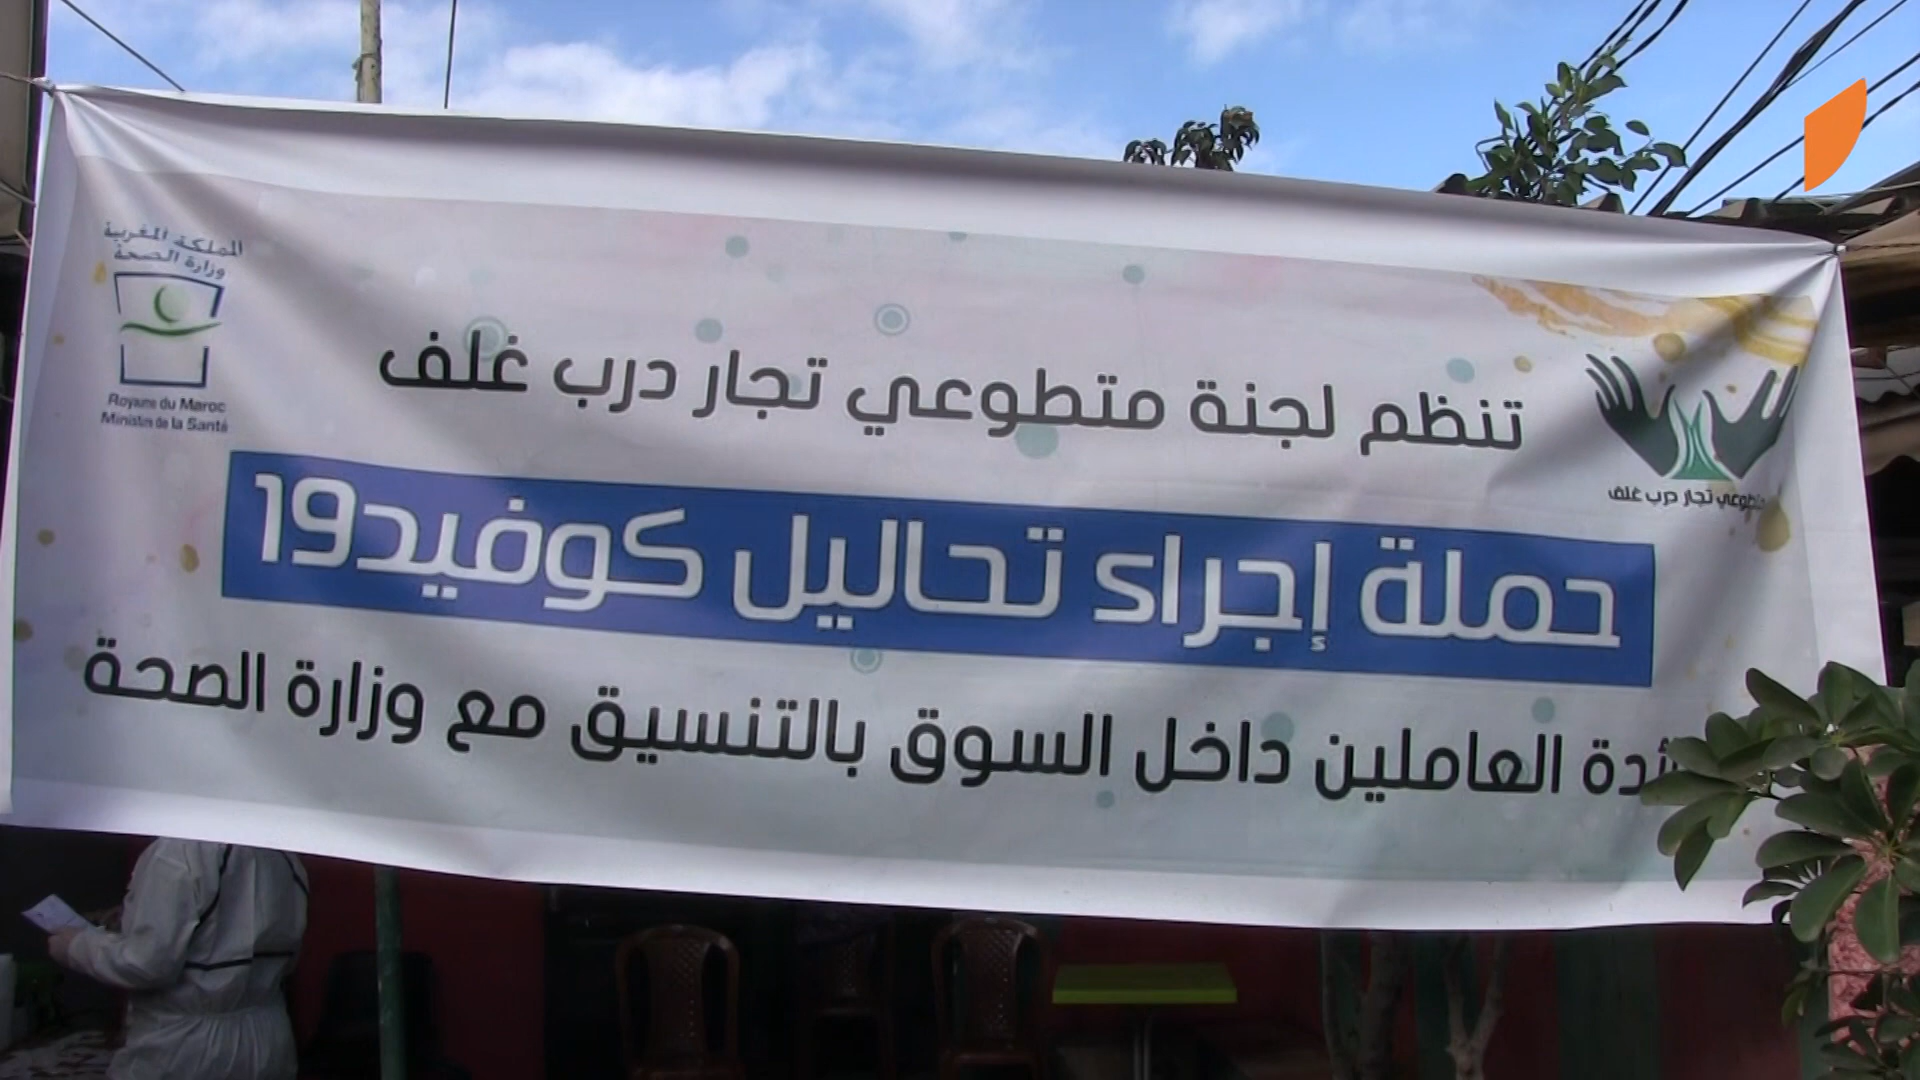 المملكة المغربية
وزارة الصحة
Royaume du Maroc
Ministère de la Santé
تنظم لجنة متطوعي تجار درب غلف
متطوعي تجار درب غلف
حملة إجراء تحاليل كوفيد19
العاملين داخل السوق بالتنسيق مع وزارة الصحة